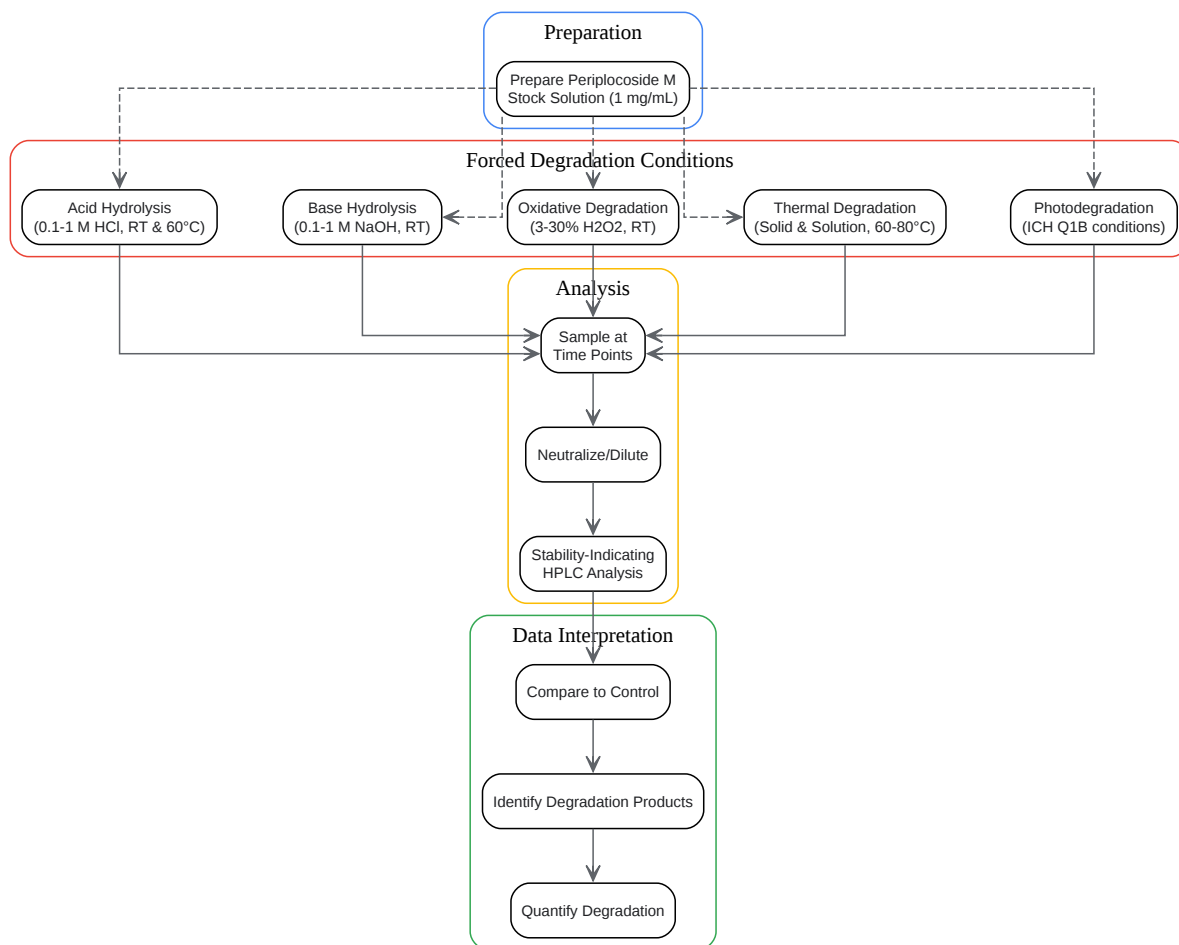 Preparation
Prepare Periplocoside M
Stock Solution (1 mg/mL)
Forced Degradation Conditions
Acid Hydrolysis
(0.1-1 M HCl, RT & 60°C)
Base Hydrolysis
(0.1-1 M NaOH, RT)
Oxidative Degradation
(3-30% H2O2, RT)
Thermal Degradation
(Solid & Solution, 60-80°C)
Photodegradation
(ICH Q1B conditions)
Analysis
Sample at
Time Points
Neutralize/Dilute
Stability-Indicating
HPLC Analysis
Data Interpretation
Compare to Control
Identify Degradation Products
Quantify Degradation